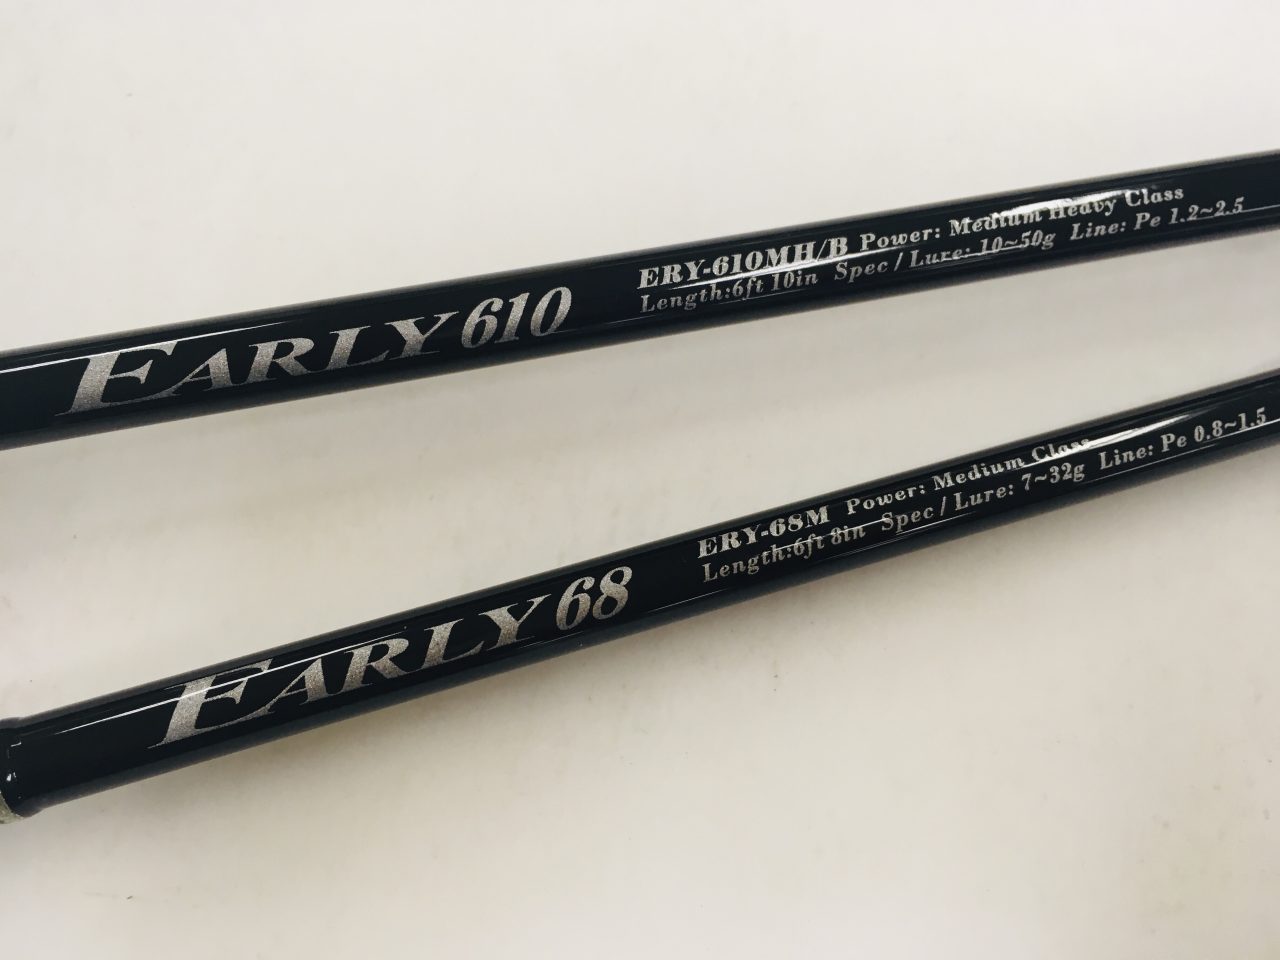 EARLY 610
ERY-610MH/B Power: Medium Heavy Class
Length:6ft 10in Spec / Lure: 10~50g Line: Pe 1.2~2.5
EARLY 68
ERY-68M Power: Medium Class
Length:6ft 8in Spec / Lure: 7~32g Line: Pe 0.8~1.5